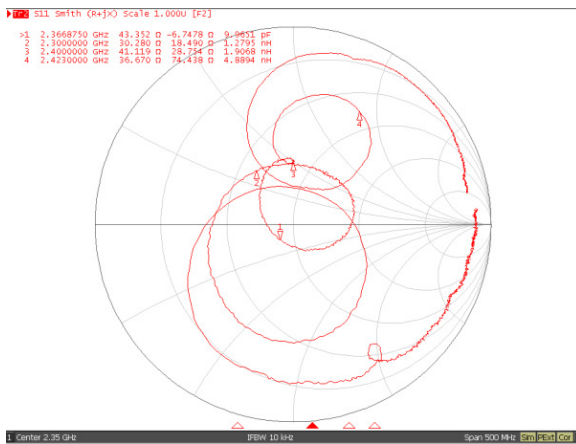 Tr2 S11 Smith (R+jX) Scale 1.000U [F2]
>1 2.3668750 GHz 43.352 Ω -6.7478 Ω 9.9651 pF
2 2.3000000 GHz 30.280 Ω 18.490 Ω 1.2795 nH
3 2.4000000 GHz 41.119 Ω 28.754 Ω 1.9068 nH
4 2.4230000 GHz 36.670 Ω 74.438 Ω 4.8894 nH
4
2
3
1
1 Center 2.35 GHz IFBW 10 kHz Span 500 MHz Sim PExt Cor